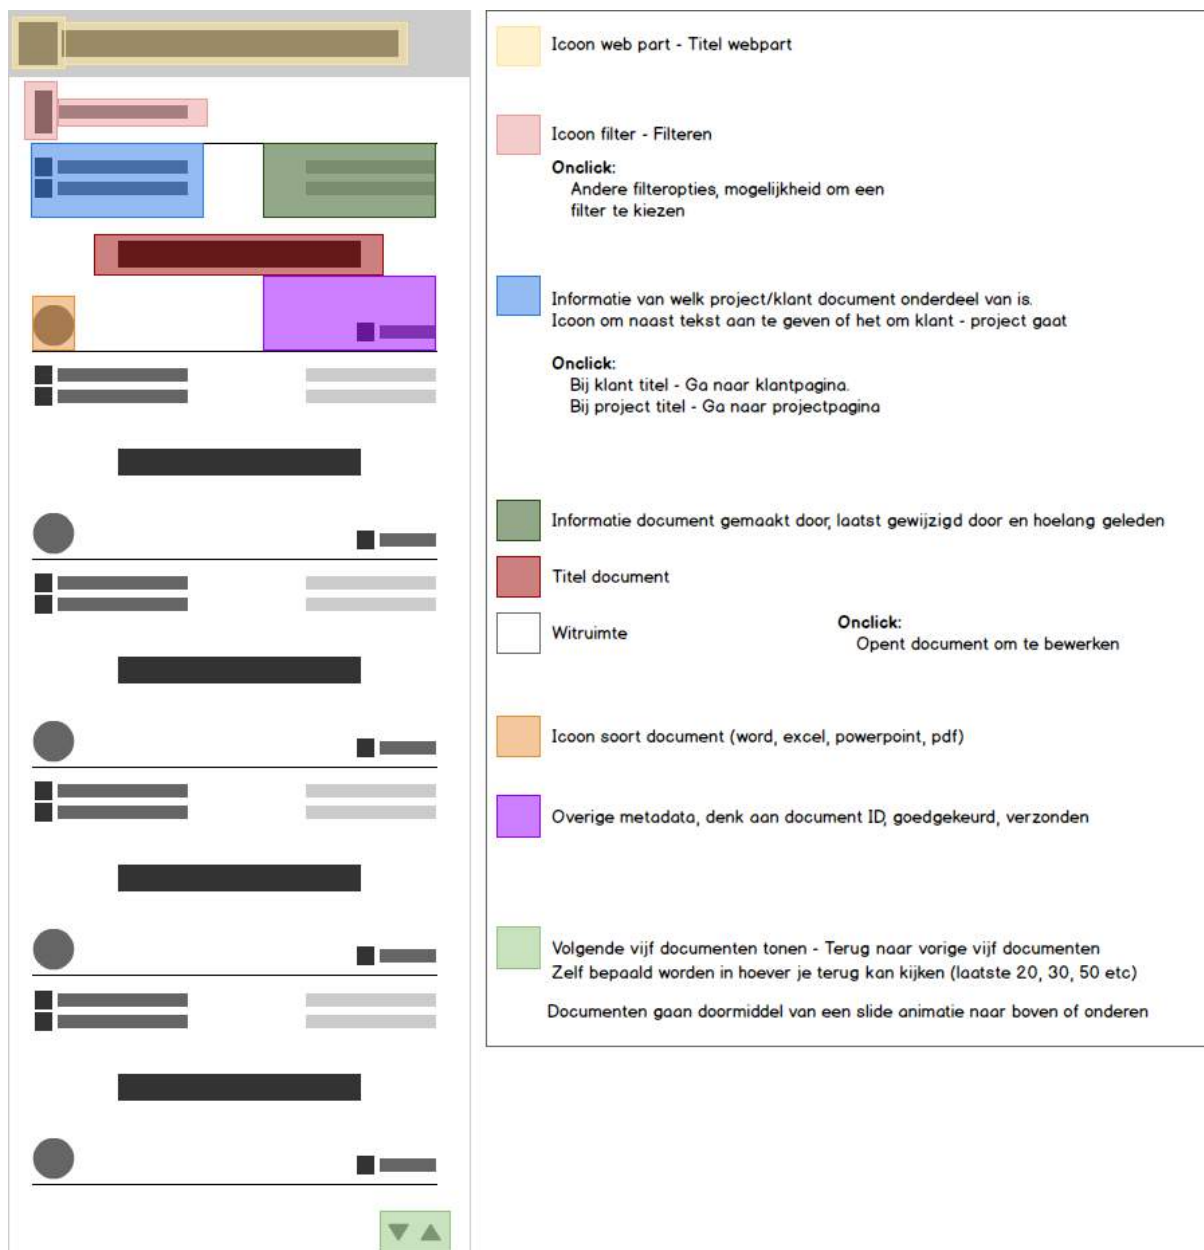 Icoon web part - Titel webpart
Icoon filter - Filteren
Onclick:
Andere filteropties, mogelijkheid om een
filter te kiezen
Informatie van welk project/klant document onderdeel van is.
Icoon om naast tekst aan te geven of het om klant - project gaat
Onclick:
Bij klant titel - Ga naar klantpagina.
Bij project titel - Ga naar projectpagina
Informatie document gemaakt door, laatst gewijzigd door en hoelang geleden
Titel document
Witruimte
Onclick:
Opent document om te bewerken
Icoon soort document (word, excel, powerpoint, pdf)
Overige metadata, denk aan document ID, goedgekeurd, verzonden
Volgende vijf documenten tonen - Terug naar vorige vijf documenten
Zelf bepaald worden in hoever je terug kan kijken (laatste 20, 30, 50 etc)
Documenten gaan doormiddel van een slide animatie naar boven of onderen